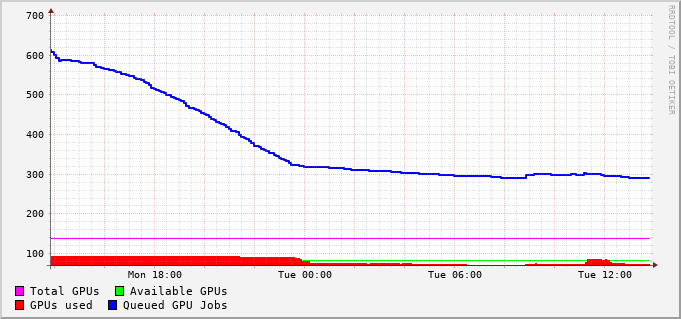 700
600
500
400
300
200
100
Mon 18:00 Tue 00:00 Tue 06:00 Tue 12:00
Total GPUs Available GPUs
GPUs used Queued GPU Jobs
RRDTOOL / TOBI OETIKER